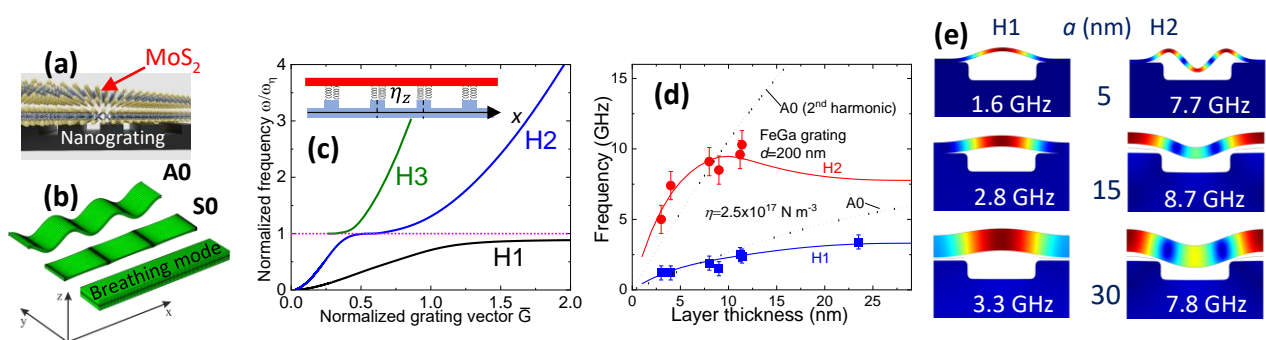 (a)
MoS2
Nanograting
(b)
A0
S0
Breathing mode
z
y
x
Normalized frequency ω/ωη
4
3
2
1
0
ηz
x
(c)
H3
H2
H1
0.0
0.5
1.0
1.5
2.0
Normalized grating vector G̅
Frequency (GHz)
15
10
5
0
(d)
A0 (2nd harmonic)
FeGa grating
d=200 nm
H2
η=2.5x10^17 N m-3
A0
H1
0
5
10
15
20
25
Layer thickness (nm)
(e)
H1
a (nm)
H2
1.6 GHz
5
7.7 GHz
2.8 GHz
15
8.7 GHz
3.3 GHz
30
7.8 GHz